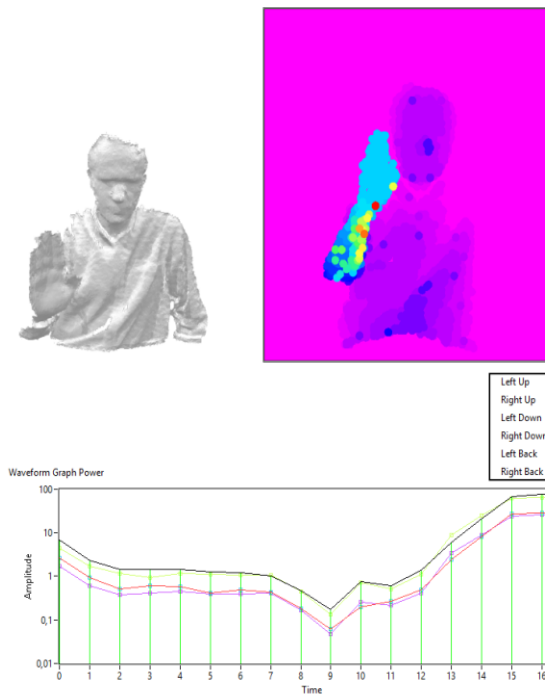 Left Up
Right Up
Left Down
Right Down
Left Back
Right Back
Waveform Graph Power
100
10
1
0,1
0,01
Amplitude
0 1 2 3 4 5 6 7 8 9 10 11 12 13 14 15 16
Time